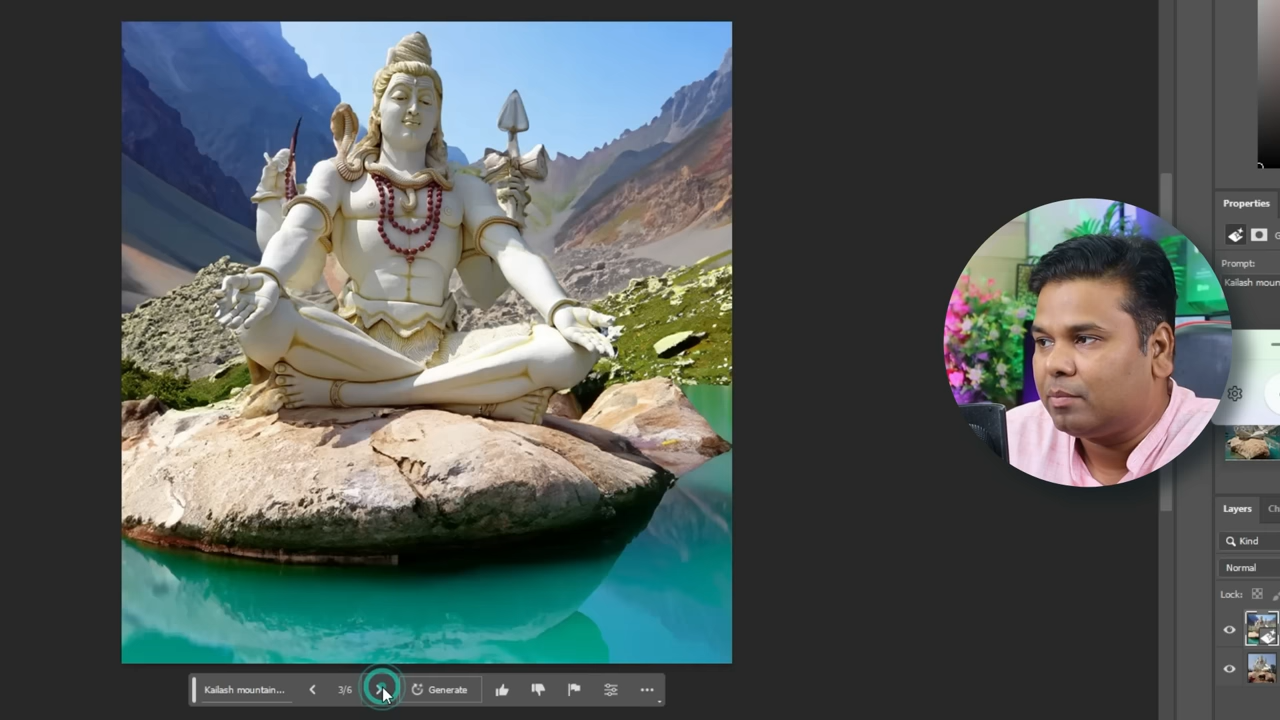 Properties
Prompt:
Kailash moun
Layers
Kind
Normal
Lock:
Kailash mountain...
3/6
Generate